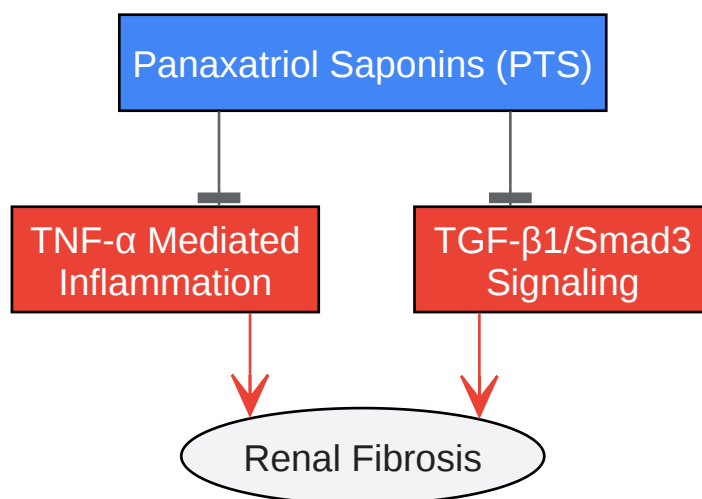 Panaxatriol Saponins (PTS)
TNF-α Mediated
Inflammation
TGF-β1/Smad3
Signaling
Renal Fibrosis